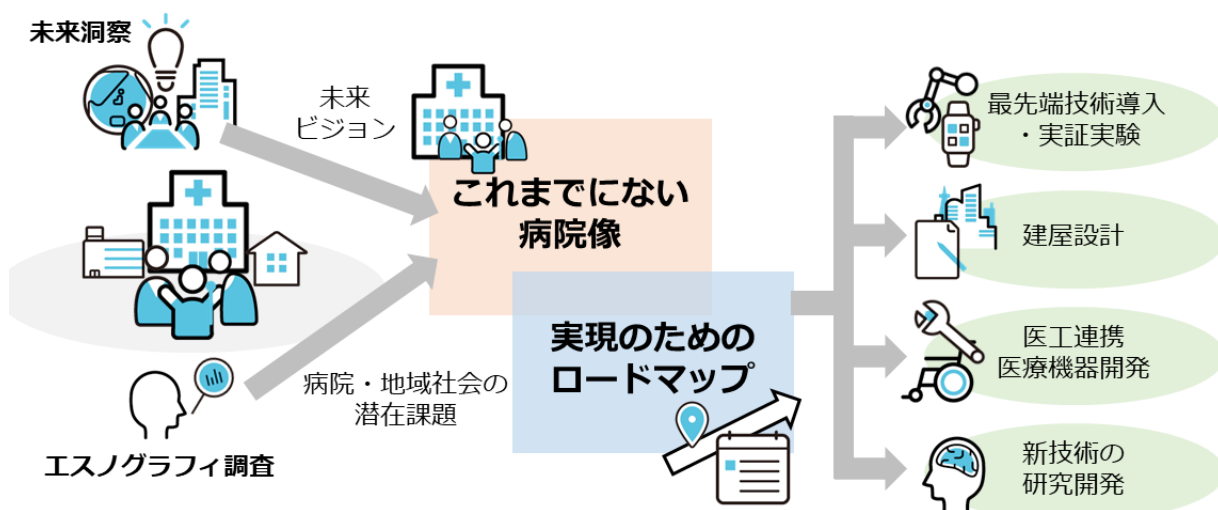 未来洞察
未来
ビジョン
これまでにない
病院像
実現のための
ロードマップ
病院・地域社会の
潜在課題
エスノグラフィ調査
最先端技術導入
・実証実験
建屋設計
医工連携
医療機器開発
新技術の
研究開発